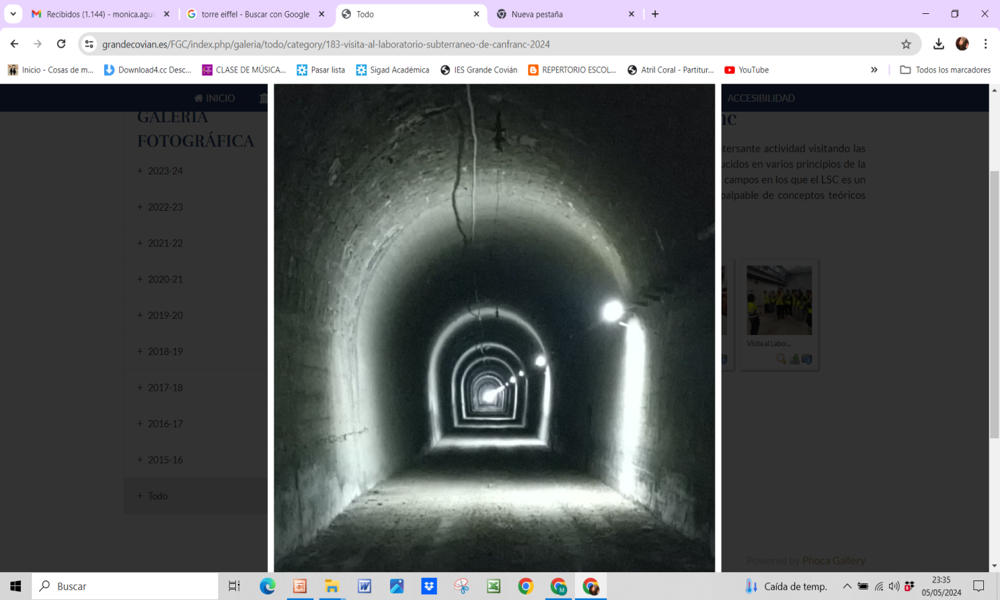 Recibidos (1.144) - monica.agui
torre eiffel - Buscar con Google
Todo
Nueva pestaña
grandecovian.es/FGC/index.php/galeria/todo/category/183-visita-al-laboratorio-subterraneo-de-canfranc-2024
Inicio - Cosas de m...
Download4.cc Desc...
CLASE DE MÚSICA...
Pasar lista
Sigad Académica
IES Grande Covián
REPERTORIO ESCOL...
Atril Coral - Partitur...
YouTube
»
Todos los marcadores
INICIO
ACCESIBILIDAD
GALERÍA
FOTOGRÁFICA
+ 2023-24
+ 2022-23
+ 2021-22
+ 2020-21
+ 2019-20
+ 2018-19
+ 2017-18
+ 2016-17
+ 2015-16
+ Todo
nc
tersante actividad visitando las
ucidos en varios principios de la
campos en los que el LSC es un
palpable de conceptos teóricos
Visita al Labor...
Powered by Phoca Gallery
Buscar
Caída de temp.
23:35
05/05/2024